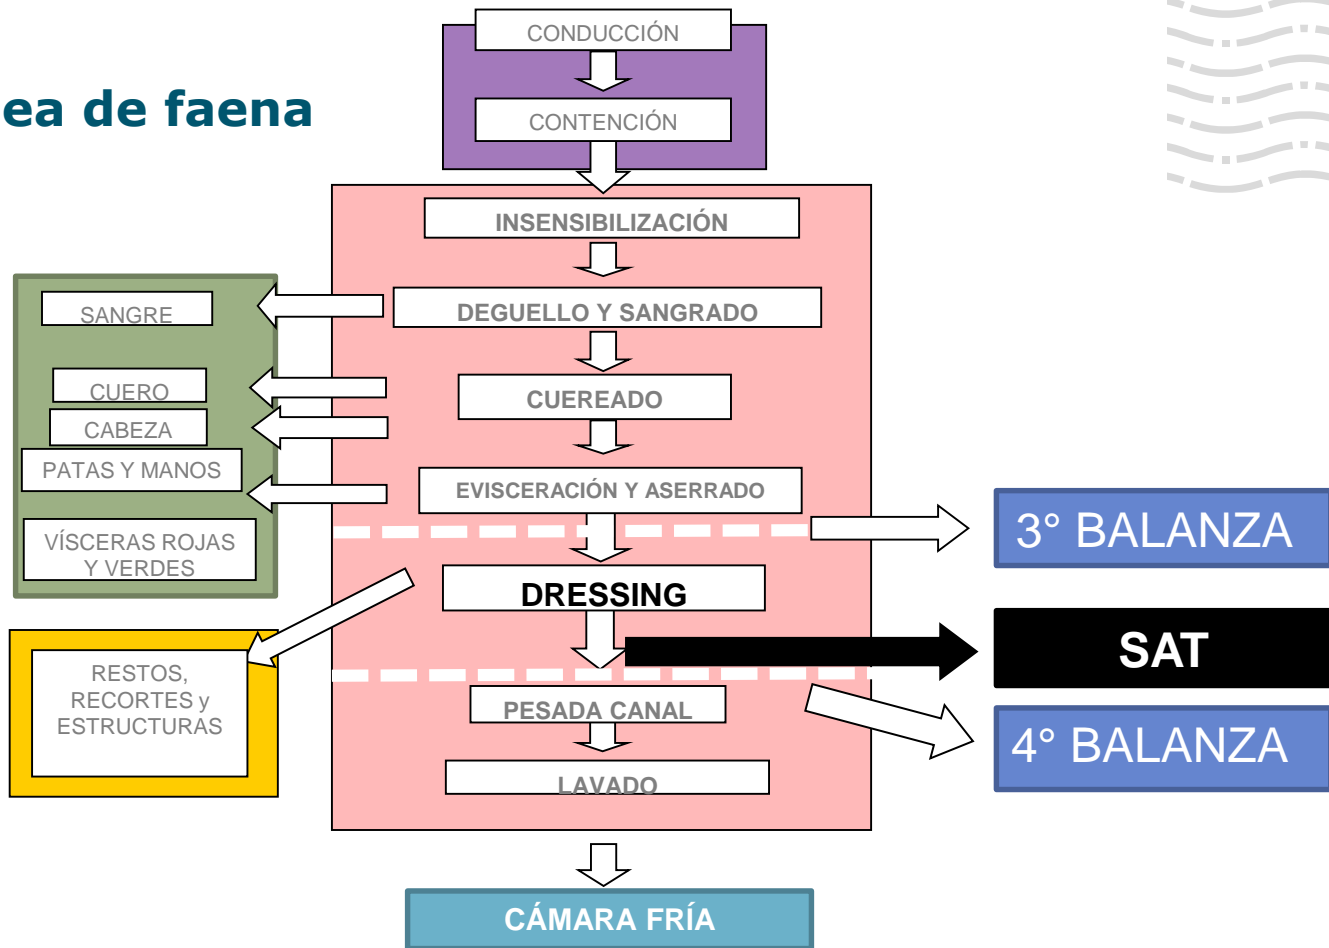 ea de faena
CONDUCCIÓN
CONTENCIÓN
INSENSIBILIZACIÓN
DEGUELLO Y SANGRADO
SANGRE
CUEREADO
CUERO
CABEZA
PATAS Y MANOS
EVISCERACIÓN Y ASERRADO
3° BALANZA
VÍSCERAS ROJAS
Y VERDES
DRESSING
SAT
RESTOS,
RECORTES y
ESTRUCTURAS
PESADA CANAL
4° BALANZA
LAVADO
CÁMARA FRÍA